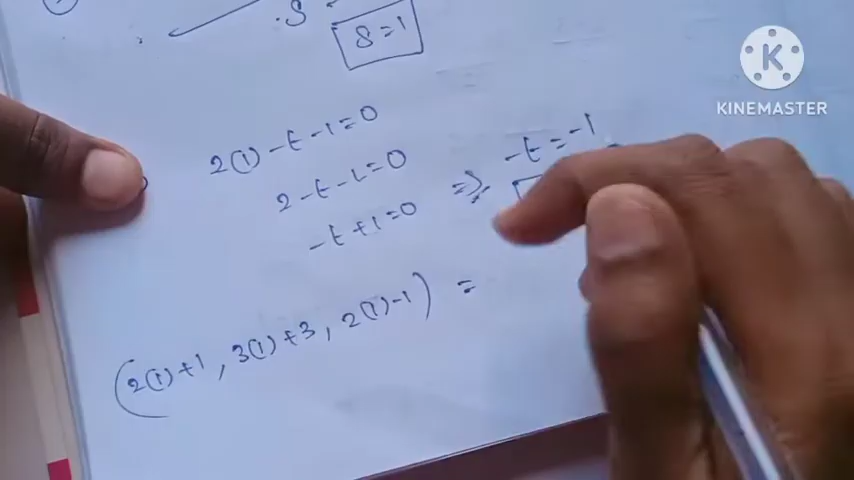 S
S=1
KINEMASTER
2(1)-t-1=0
2-t-1=0
-t+1=0
=> -t=-1
(2(1)+1, 3(1)+3, 2(1)-1) =